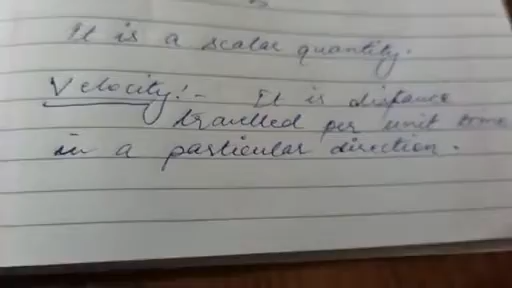 It is a scalar quantity.
Velocity:- It is distance
travelled per unit time
in a particular direction.